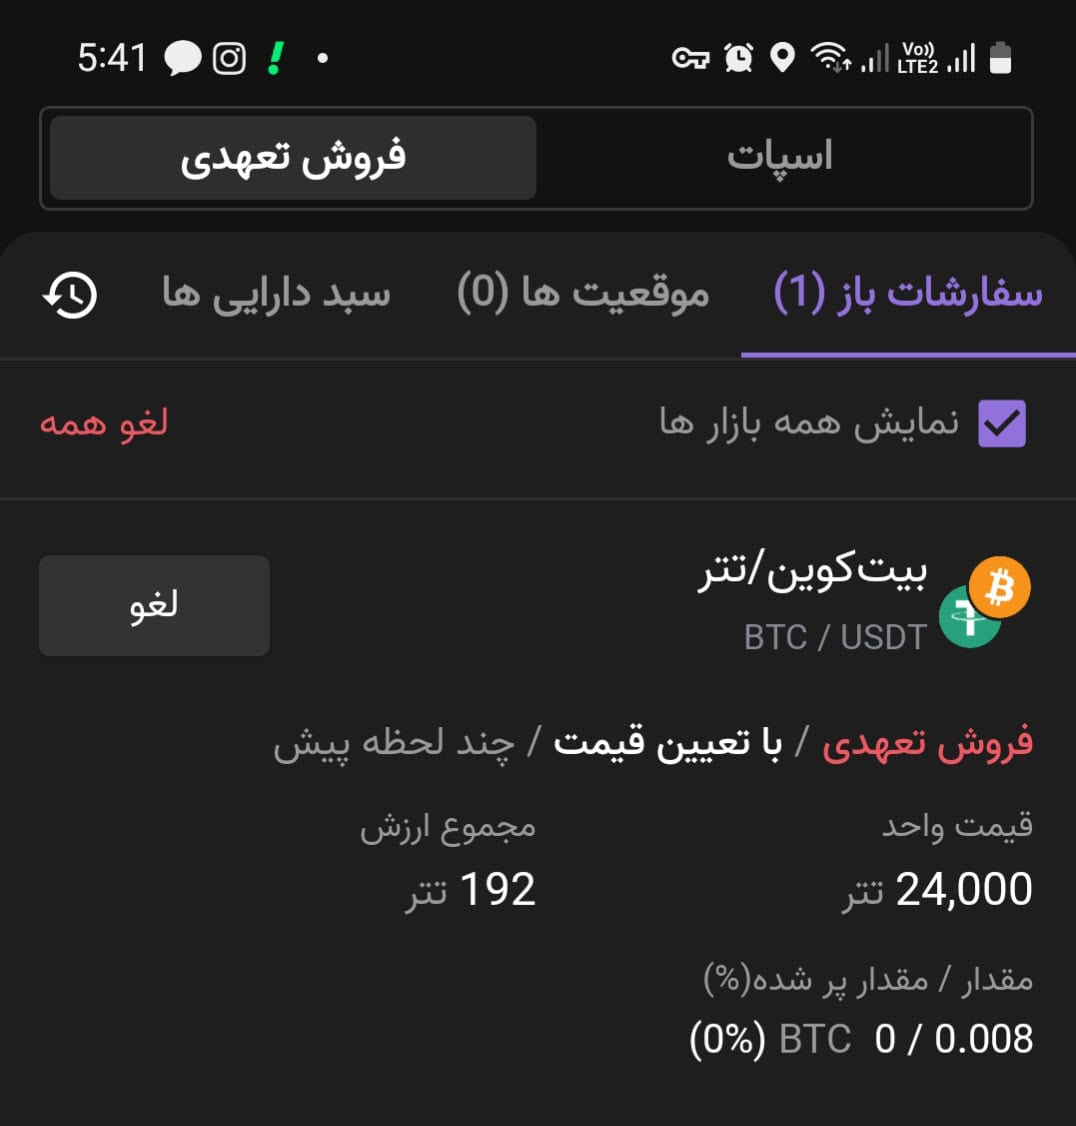 5:41 Vo)) LTE2
اسپات فروش تعهدی
سفارشات باز (1) موقعیت ها (0) سبد دارایی ها
نمایش همه بازار ها لغو همه
بیت‌کوین/تتر
BTC / USDT
لغو
فروش تعهدی / با تعیین قیمت / چند لحظه پیش
قیمت واحد مجموع ارزش
24,000 تتر 192 تتر
مقدار / مقدار پر شده(%)
0.008 / 0 BTC (0%)